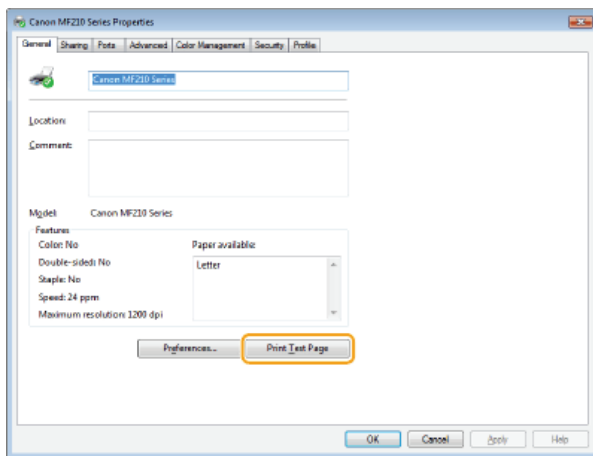 Canon MF210 Series Properties
General Sharing Ports Advanced Color Management Security Profile
Canon MF210 Series
Location:
Comment:
Model: Canon MF210 Series
Features
Color: No Paper available:
Double-sided: No Letter
Staple: No
Speed: 24 ppm
Maximum resolution: 1200 dpi
Preferences... Print Test Page
OK Cancel Apply Help